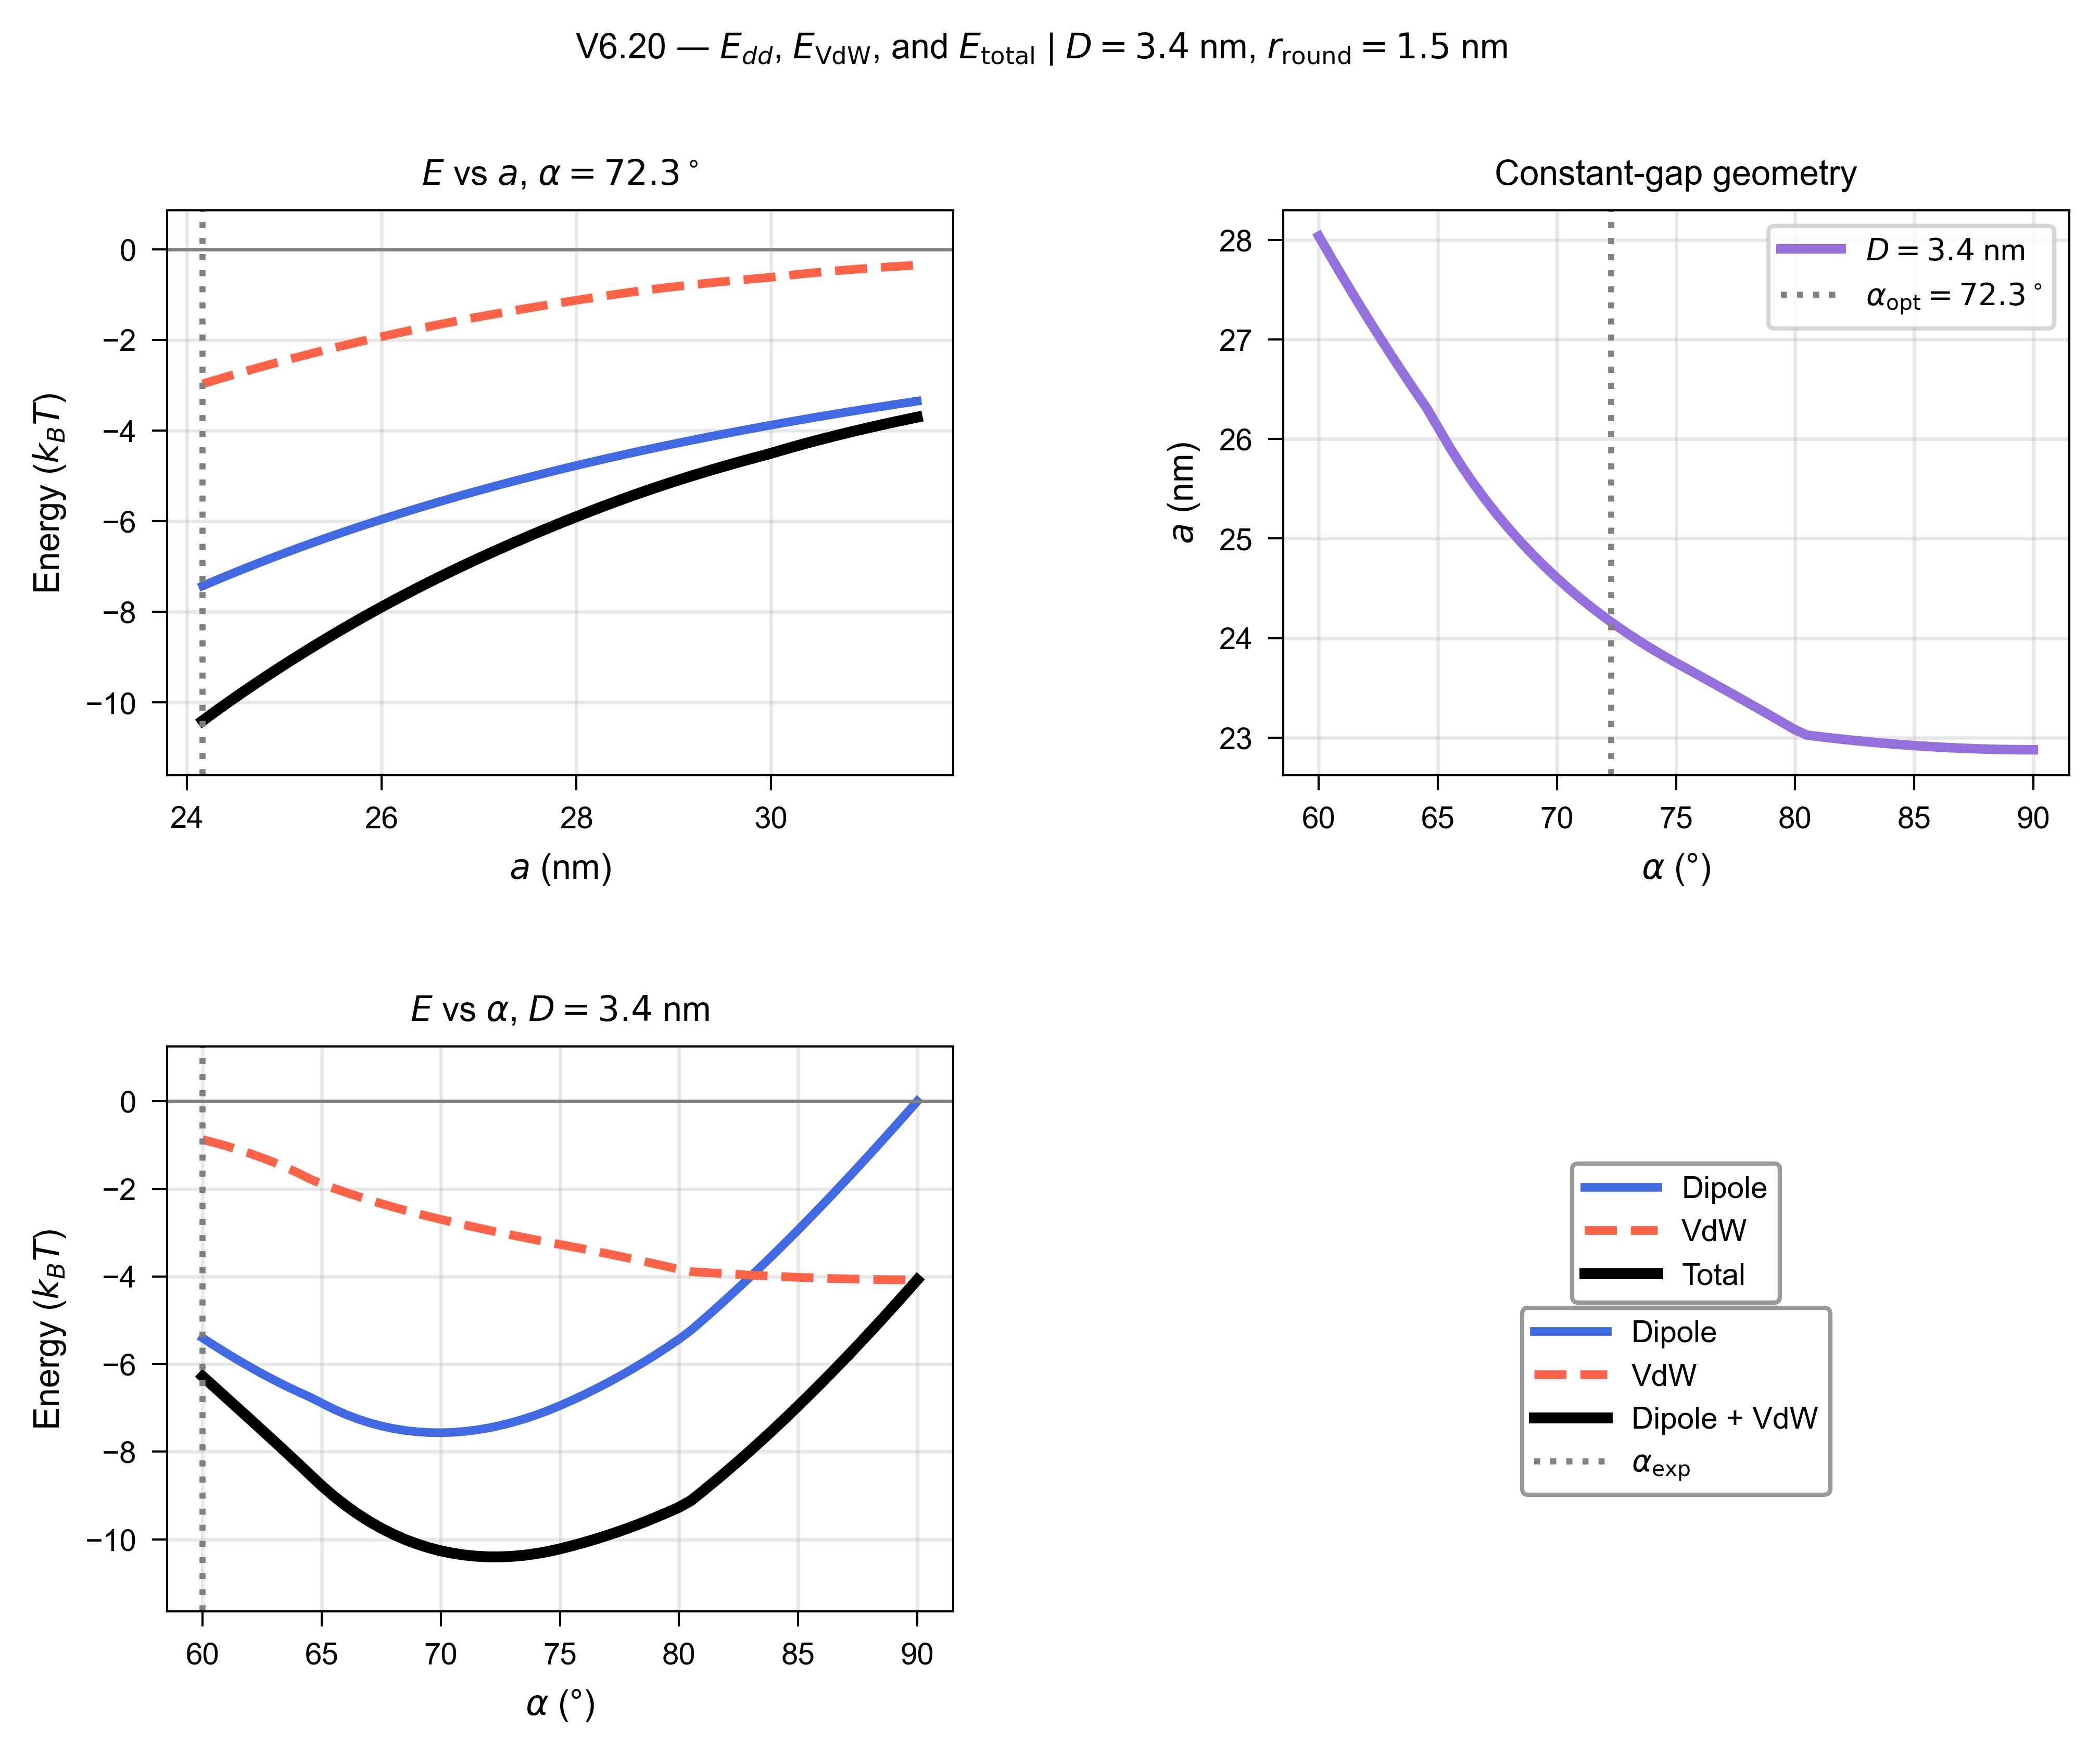 V6.20 — E_dd, E_VdW, and E_total | D = 3.4 nm, r_round = 1.5 nm
E vs a, α = 72.3°
0
−2
−4
−6
−8
−10
Energy (k_BT)
24 26 28 30
a (nm)
Constant-gap geometry
D = 3.4 nm
α_opt = 72.3°
28
27
26
25
24
23
a (nm)
60 65 70 75 80 85 90
α (°)
E vs α, D = 3.4 nm
0
−2
−4
−6
−8
−10
Energy (k_BT)
60 65 70 75 80 85 90
α (°)
Dipole
VdW
Total
Dipole
VdW
Dipole + VdW
α_exp